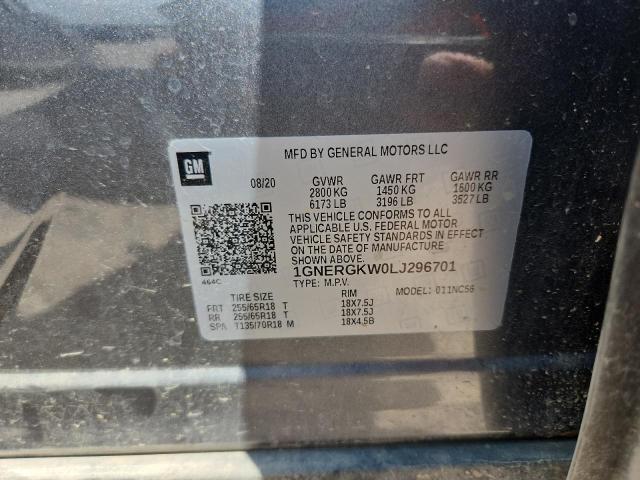 GM
MFD BY GENERAL MOTORS LLC
08/20 GVWR GAWR FRT GAWR RR
2800 KG 1450 KG 1600 KG
6173 LB 3196 LB 3527 LB
THIS VEHICLE CONFORMS TO ALL
APPLICABLE U.S. FEDERAL MOTOR
VEHICLE SAFETY STANDARDS IN EFFECT
ON THE DATE OF MANUFACTURE
SHOWN ABOVE.
1GNERGKW0LJ296701
464C
TYPE: M.P.V. MODEL: 011NC56
TIRE SIZE RIM
FRT 255/65R18 T 18X7.5J
RR 255/65R18 T 18X7.5J
SPA T135/70R18 M 18X4.5B